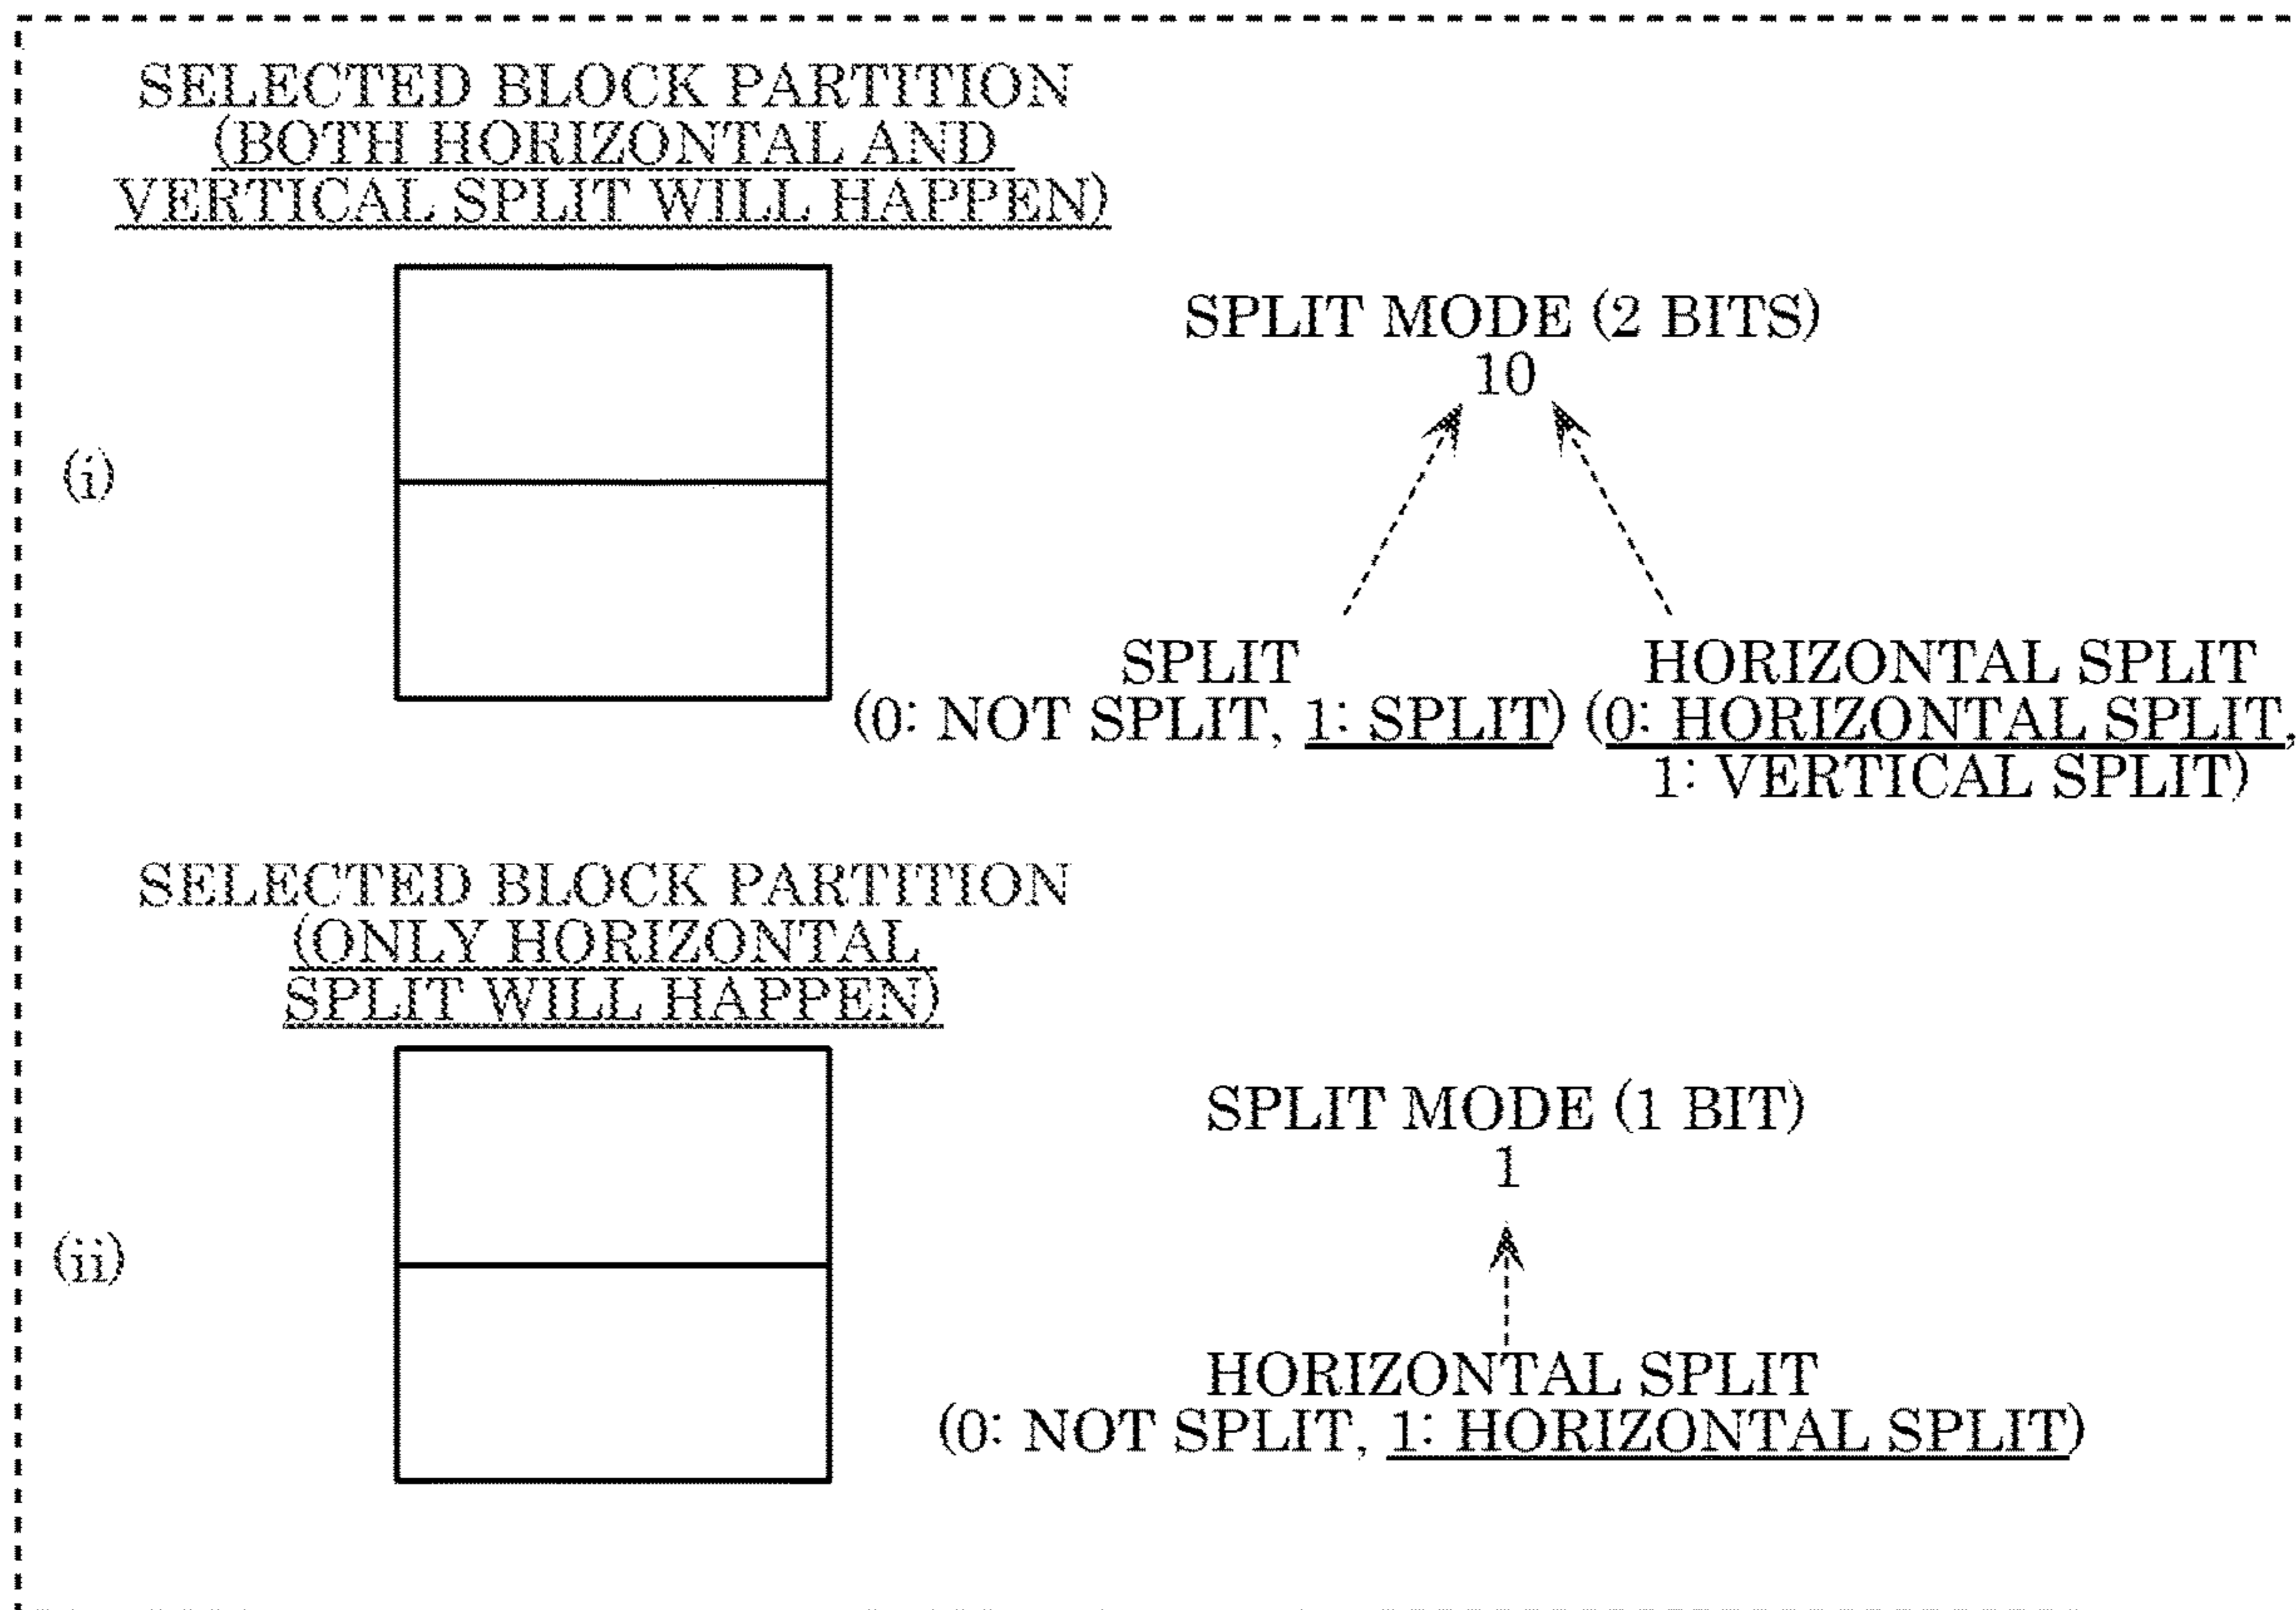 SELECTED BLOCK PARTITION
(BOTH HORIZONTAL AND
VERTICAL SPLIT WILL HAPPEN)
(i)
SPLIT MODE (2 BITS)
10
SPLIT
(0: NOT SPLIT, 1: SPLIT)
HORIZONTAL SPLIT
(0: HORIZONTAL SPLIT,
1: VERTICAL SPLIT)
SELECTED BLOCK PARTITION
(ONLY HORIZONTAL
SPLIT WILL HAPPEN)
(ii)
SPLIT MODE (1 BIT)
1
HORIZONTAL SPLIT
(0: NOT SPLIT, 1: HORIZONTAL SPLIT)